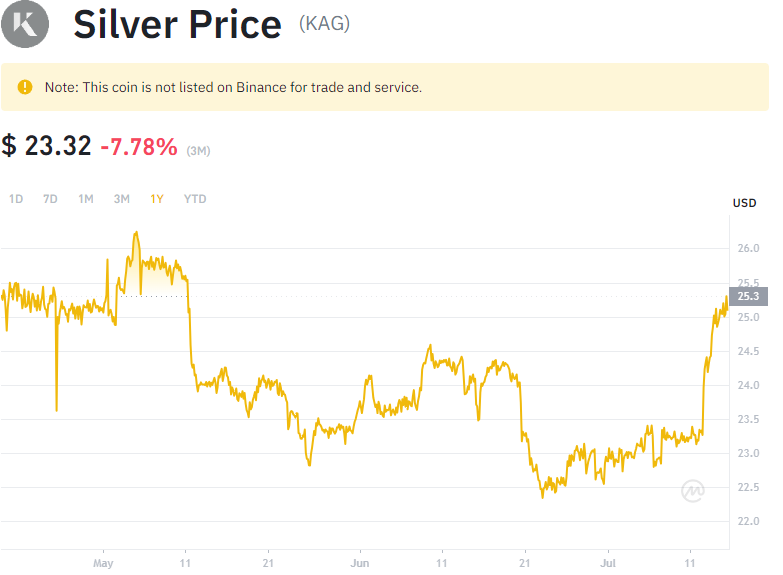 Silver Price (KAG)
Note: This coin is not listed on Binance for trade and service.
$ 23.32 -7.78% (3M)
1D 7D 1M 3M 1Y YTD
USD
26.0
25.5
25.3
25.0
24.5
24.0
23.5
23.0
22.5
22.0
May 11 21 Jun 11 21 Jul 11